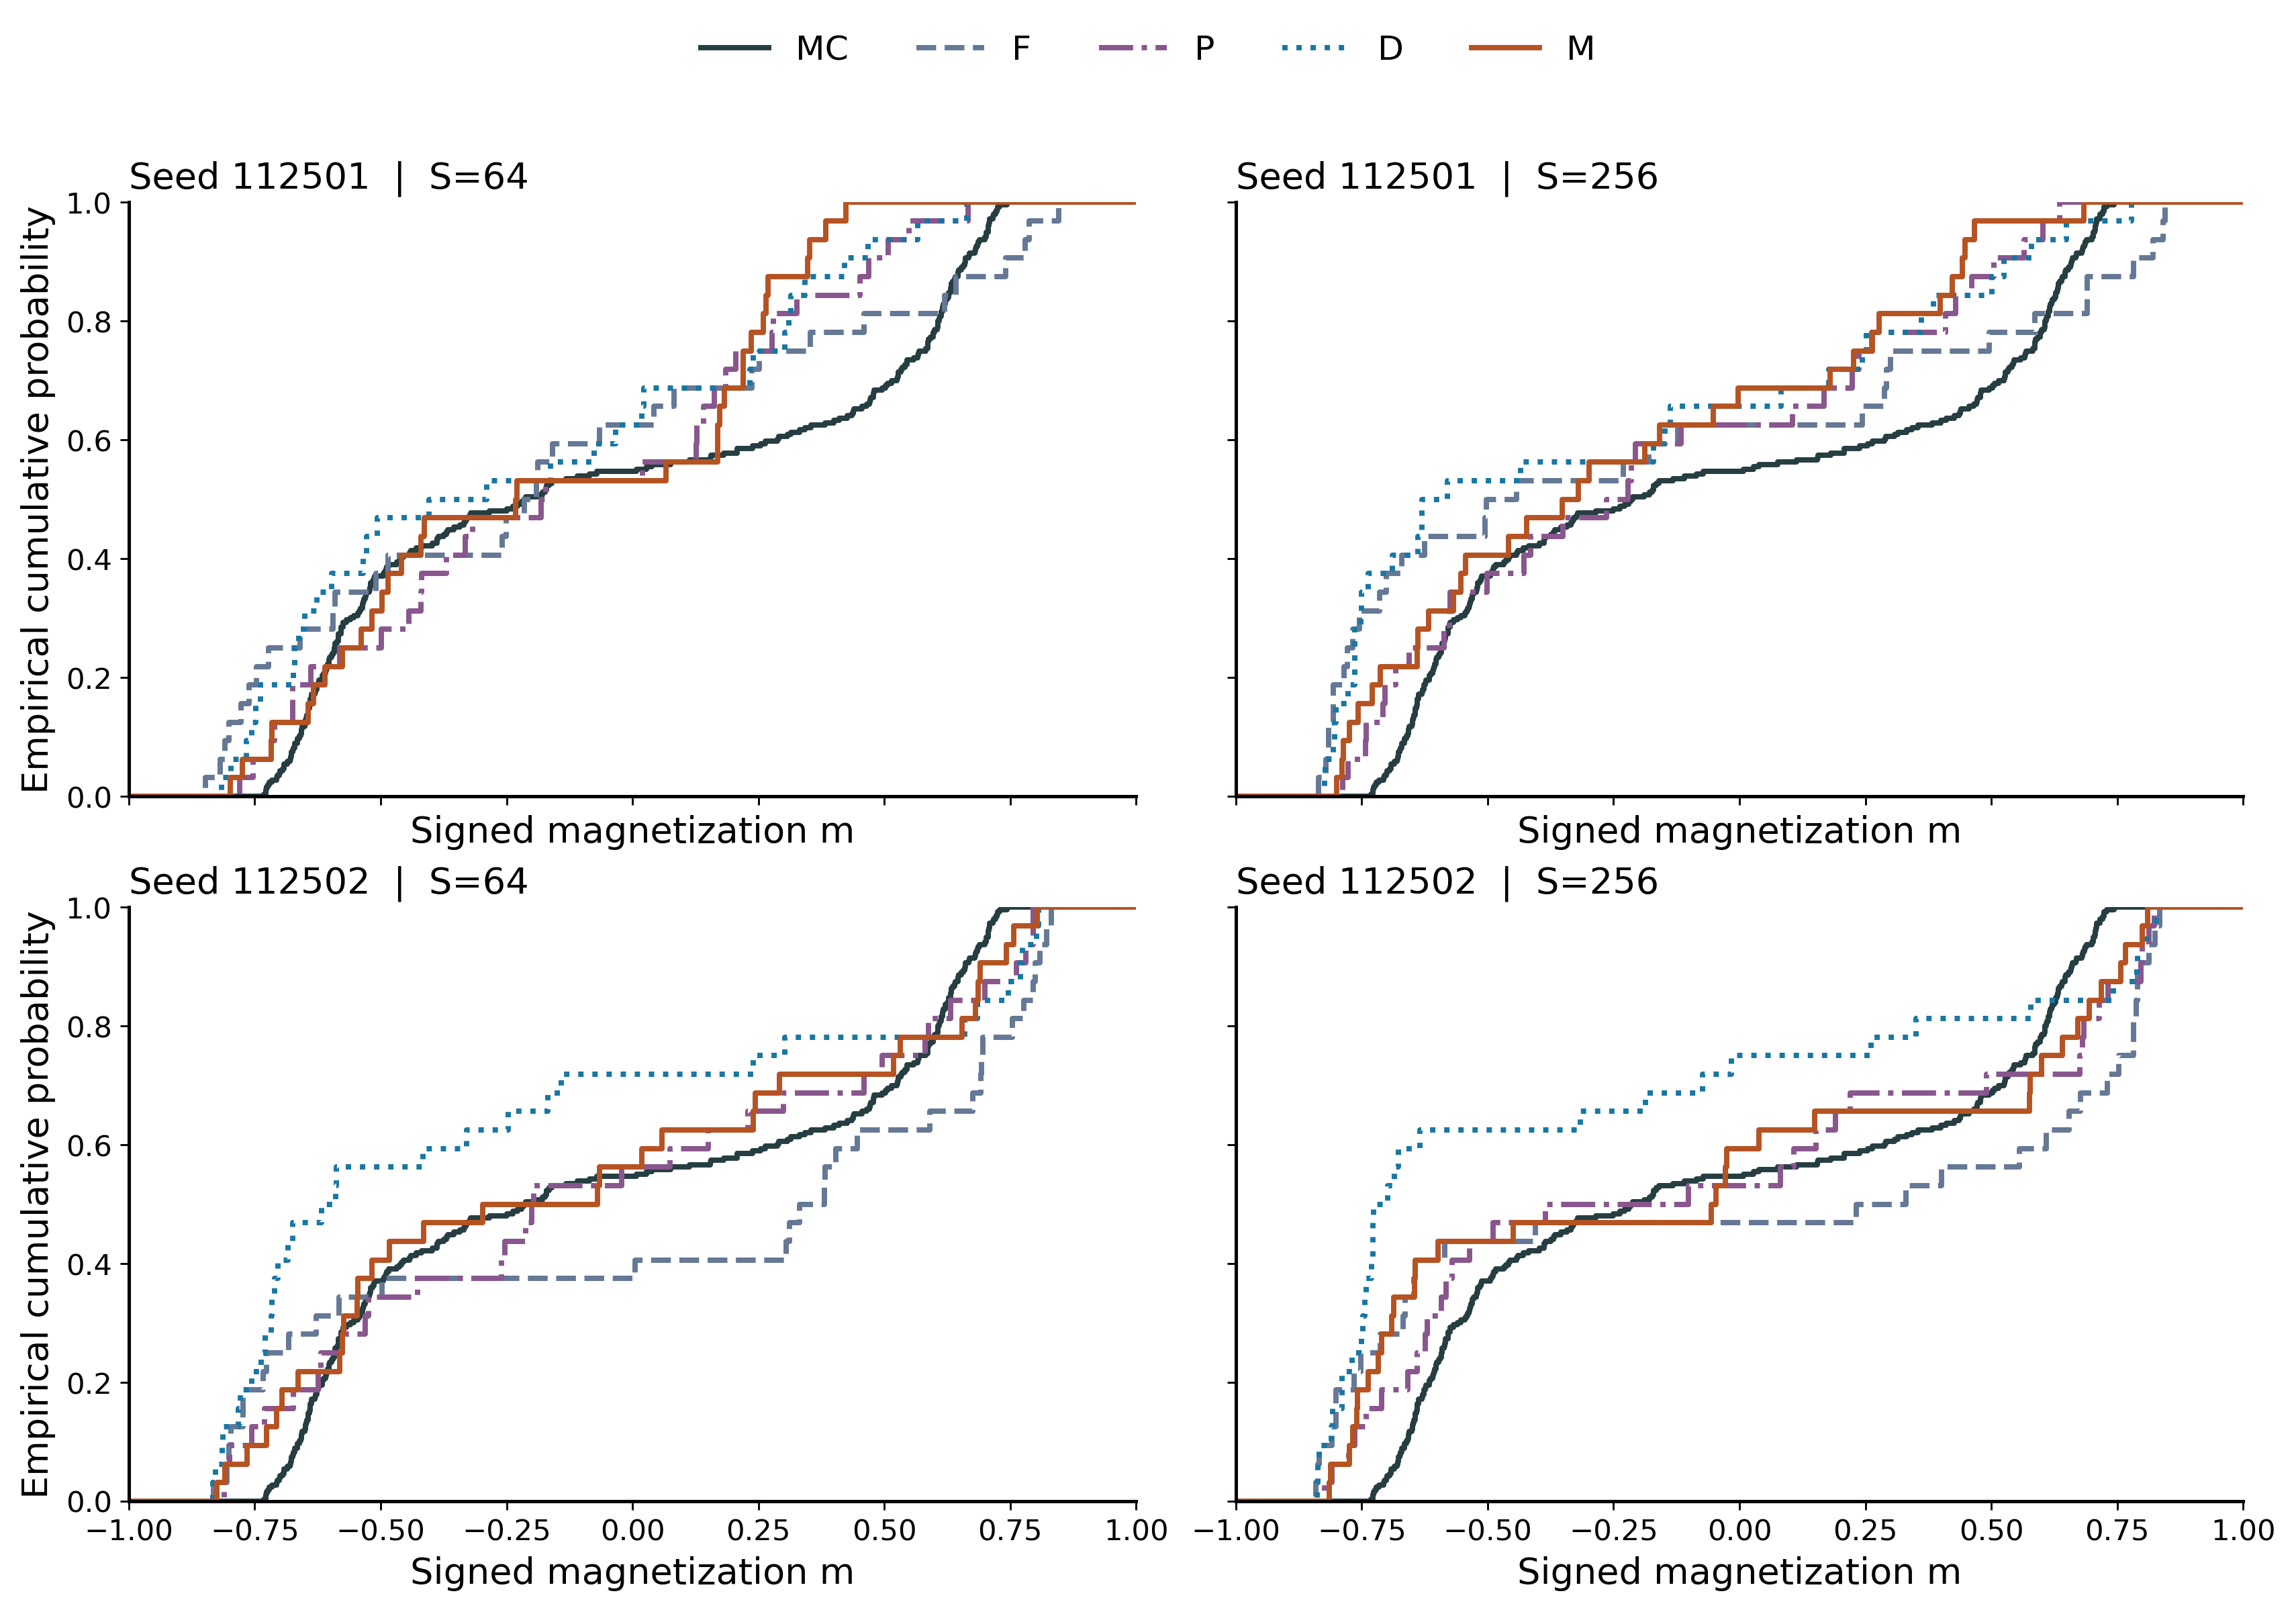 MC F P D M
Seed 112501 | S=64
Seed 112501 | S=256
Empirical cumulative probability
1.0
0.8
0.6
0.4
0.2
0.0
Signed magnetization m
Signed magnetization m
Seed 112502 | S=64
Seed 112502 | S=256
Empirical cumulative probability
1.0
0.8
0.6
0.4
0.2
0.0
−1.00 −0.75 −0.50 −0.25 0.00 0.25 0.50 0.75 1.00
−1.00 −0.75 −0.50 −0.25 0.00 0.25 0.50 0.75 1.00
Signed magnetization m
Signed magnetization m